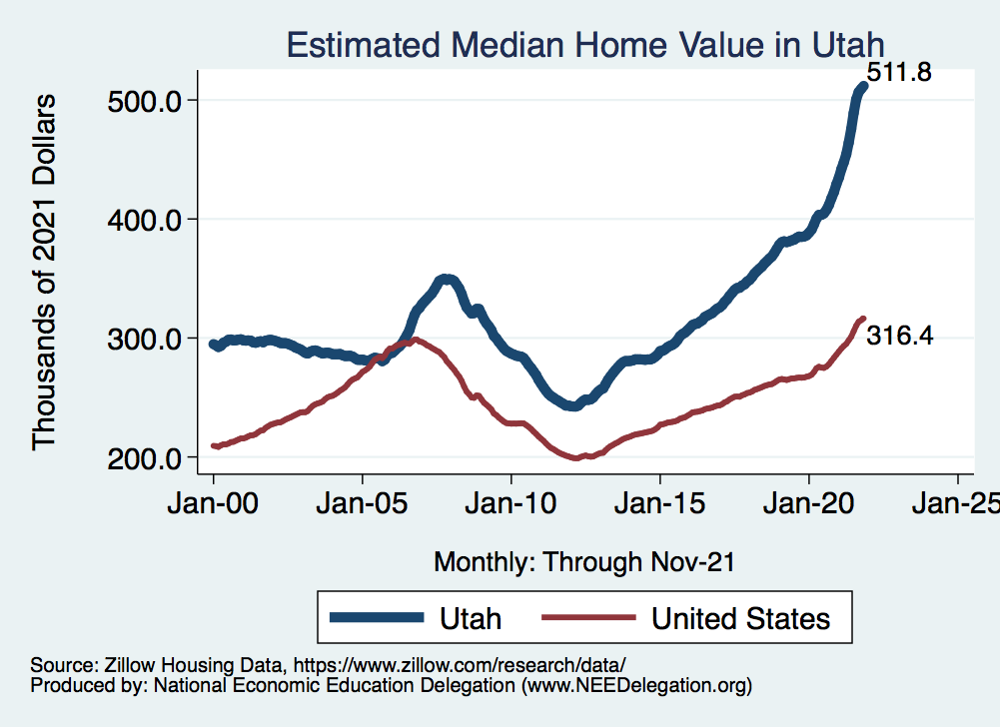 Estimated Median Home Value in Utah
511.8
500.0
400.0
300.0
200.0
316.4
Thousands of 2021 Dollars
Jan-00 Jan-05 Jan-10 Jan-15 Jan-20 Jan-25
Monthly: Through Nov-21
Utah United States
Source: Zillow Housing Data, https://www.zillow.com/research/data/
Produced by: National Economic Education Delegation (www.NEEDelegation.org)